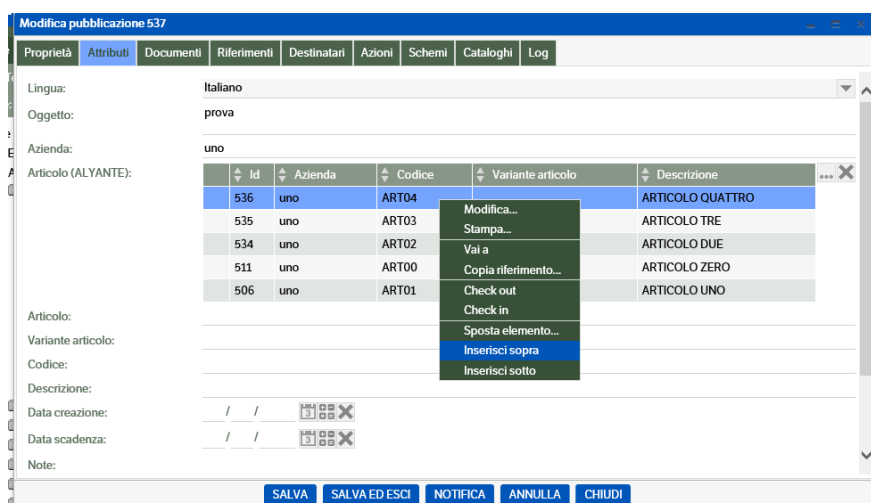 Modifica pubblicazione 537
Proprietà Attributi Documenti Riferimenti Destinatari Azioni Schemi Cataloghi Log
Lingua: Italiano
Oggetto: prova
Azienda: uno
Articolo (ALYANTE): Id Azienda Codice Variante articolo Descrizione ...
536 uno ART04 ARTICOLO QUATTRO
535 uno ART03 ARTICOLO TRE
534 uno ART02 ARTICOLO DUE
511 uno ART00 ARTICOLO ZERO
506 uno ART01 ARTICOLO UNO
Modifica...
Stampa...
Vai a
Copia riferimento...
Check out
Check in
Sposta elemento...
Inserisci sopra
Inserisci sotto
Articolo:
Variante articolo:
Codice:
Descrizione:
Data creazione: / / 3
Data scadenza: / / 3
Note:
SALVA SALVA ED ESCI NOTIFICA ANNULLA CHIUDI